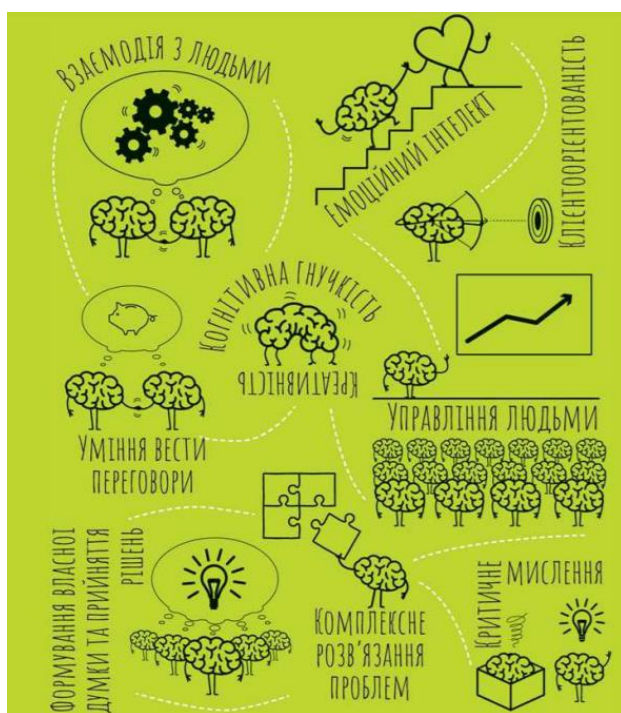 Взаємодія з людьми
Емоційний інтелект
Клієнтоорієнтованість
Когнітивна гнучкість
Креативність
Уміння вести
переговори
Управління людьми
Формування власної
думки та прийняття
рішень
Комплексне
розв'язання
проблем
Критичне мислення